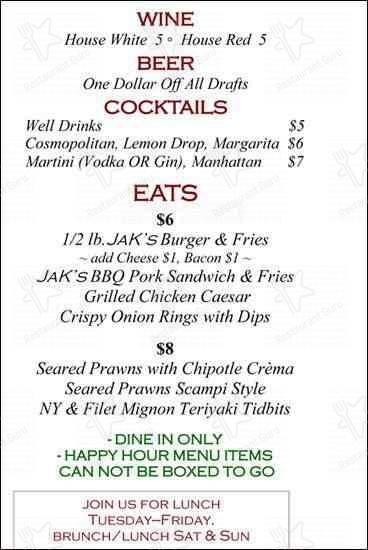 WINE
House White 5 ◦ House Red 5
BEER
One Dollar Off All Drafts
COCKTAILS
Well Drinks $5
Cosmopolitan, Lemon Drop, Margarita $6
Martini (Vodka OR Gin), Manhattan $7
EATS
$6
1/2 lb. JAK'S Burger & Fries
~ add Cheese $1, Bacon $1 ~
JAK'S BBQ Pork Sandwich & Fries
Grilled Chicken Caesar
Crispy Onion Rings with Dips
$8
Seared Prawns with Chipotle Crèma
Seared Prawns Scampi Style
NY & Filet Mignon Teriyaki Tidbits
- DINE IN ONLY
- HAPPY HOUR MENU ITEMS
CAN NOT BE BOXED TO GO
JOIN US FOR LUNCH
TUESDAY–FRIDAY.
BRUNCH/LUNCH SAT & SUN